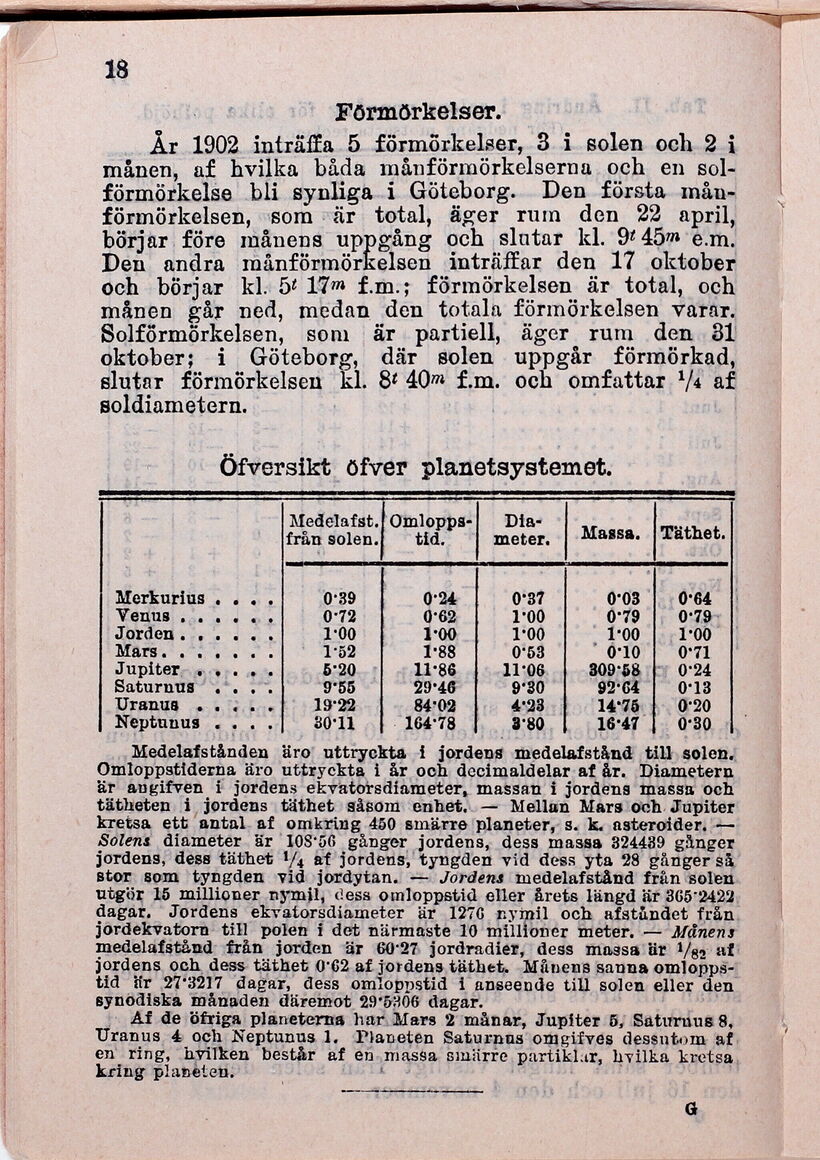 18
Förmörkelser.
År 1902 inträffa 5 förmörkelser, 3 i solen och 2 i
månen, af hvilka båda månförmörkelserna och en sol-
förmörkelse bli synliga i Göteborg. Den första mån-
förmörkelsen, som är total, äger rum den 22 april,
börjar före månens uppgång och slutar kl. 9t 45m e.m.
Den andra månförmörkelsen inträffar den 17 oktober
och börjar kl. 5t 17m f.m.; förmörkelsen är total, och
månen går ned, medan den totala förmörkelsen varar.
Solförmörkelsen, som är partiell, äger rum den 31
oktober; i Göteborg, där solen uppgår förmörkad,
slutar förmörkelsen kl. 8t 40m f.m. och omfattar 1/4 af
soldiametern.
Öfversikt öfver planetsystemet.
Medelafst. från solen. Omlopps-tid. Dia-meter. Massa. Täthet.
Merkurius . . . . 0·39 0·24 0·37 0·03 0·64
Venus . . . . . . 0·72 0·62 1·00 0·79 0·79
Jorden . . . . . . 1·00 1·00 1·00 1·00 1·00
Mars. . . . . . . 1·52 1·88 0·53 0·10 0·71
Jupiter . . . . . 5·20 11·86 11·06 309·58 0·24
Saturnus . . . . 9·55 29·46 9·30 92·64 0·13
Uranus . . . . . 19·22 84·02 4·23 14·75 0·20
Neptunus . . . . 30·11 164·78 3·80 16·47 0·30
Medelafstånden äro uttryckta i jordens medelafstånd till solen.
Omloppstiderna äro uttryckta i år och decimaldelar af år. Diametern
är angifven i jordens ekvatorsdiameter, massan i jordens massa och
tätheten i jordens täthet såsom enhet. — Mellan Mars och Jupiter
kretsa ett antal af omkring 450 smärre planeter, s. k. asteroider. —
Solens diameter är 108·56 gånger jordens, dess massa 324439 gånger
jordens, dess täthet 1/4 af jordens, tyngden vid dess yta 28 gånger så
stor som tyngden vid jordytan. — Jordens medelafstånd från solen
utgör 15 millioner nymil, dess omloppstid eller årets längd är 365·2422
dagar. Jordens ekvatorsdiameter är 1276 nymil och afståndet från
jordekvatorn till polen i det närmaste 10 millioner meter. — Månens
medelafstånd från jorden är 60·27 jordradier, dess massa är 1/82 af
jordens och dess täthet 0·62 af jordens täthet. Månens sanna omlopps-
tid är 27·3217 dagar, dess omloppstid i anseende till solen eller den
synodiska månaden däremot 29·5306 dagar.
Af de öfriga planeterna har Mars 2 månar, Jupiter 5, Saturnus 8,
Uranus 4 och Neptunus 1. Planeten Saturnus omgifves dessutom af
en ring, hvilken består af en massa smärre partiklar, hvilka kretsa
kring planeten.
G